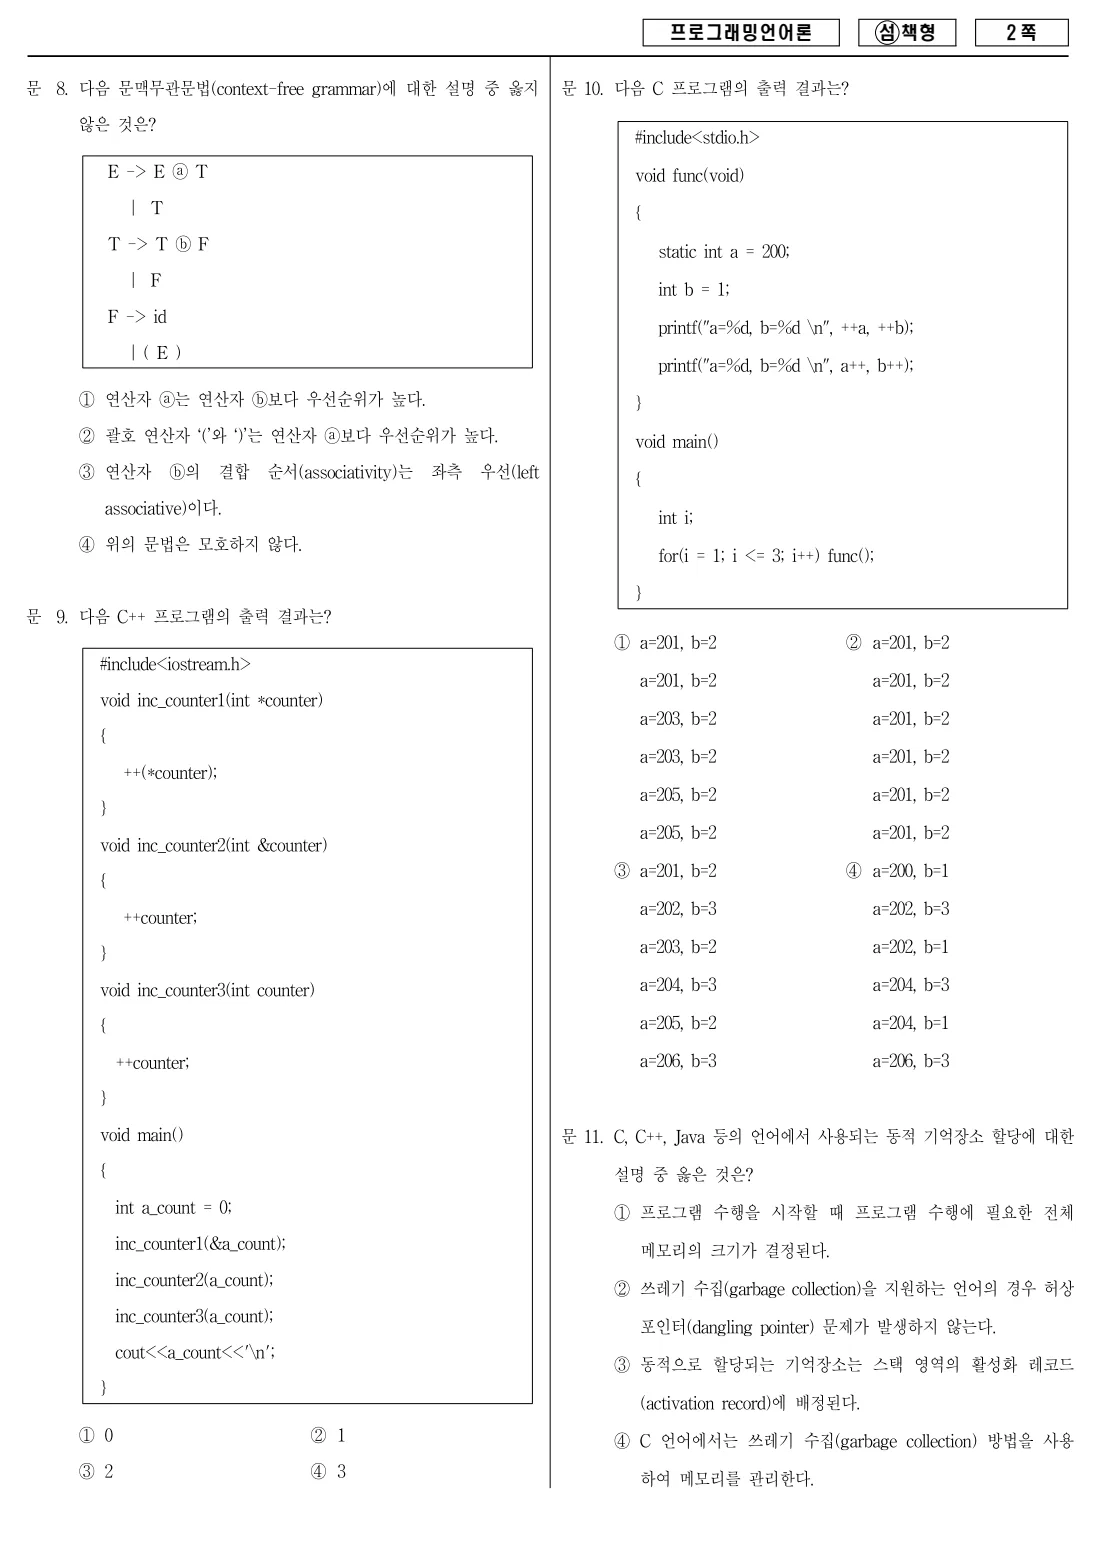 프로그래밍언어론
섬책형
2쪽
문 8. 다음 문맥무관문법(context-free grammar)에 대한 설명 중 옳지
않은 것은?
E -> E ⓐ T
| T
T -> T ⓑ F
| F
F -> id
| ( E )
① 연산자 ⓐ는 연산자 ⓑ보다 우선순위가 높다.
② 괄호 연산자 ‘(’와 ‘)’는 연산자 ⓐ보다 우선순위가 높다.
③ 연산자 ⓑ의 결합 순서(associativity)는 좌측 우선(left
associative)이다.
④ 위의 문법은 모호하지 않다.
문 9. 다음 C++ 프로그램의 출력 결과는?
#include<iostream.h>
void inc_counter1(int *counter)
{
++(*counter);
}
void inc_counter2(int &counter)
{
++counter;
}
void inc_counter3(int counter)
{
++counter;
}
void main()
{
int a_count = 0;
inc_counter1(&a_count);
inc_counter2(a_count);
inc_counter3(a_count);
cout<<a_count<<'\n';
}
① 0 ② 1
③ 2 ④ 3
문 10. 다음 C 프로그램의 출력 결과는?
#include<stdio.h>
void func(void)
{
static int a = 200;
int b = 1;
printf("a=%d, b=%d \n", ++a, ++b);
printf("a=%d, b=%d \n", a++, b++);
}
void main()
{
int i;
for(i = 1; i <= 3; i++) func();
}
① a=201, b=2 ② a=201, b=2
a=201, b=2 a=201, b=2
a=203, b=2 a=201, b=2
a=203, b=2 a=201, b=2
a=205, b=2 a=201, b=2
a=205, b=2 a=201, b=2
③ a=201, b=2 ④ a=200, b=1
a=202, b=3 a=202, b=3
a=203, b=2 a=202, b=1
a=204, b=3 a=204, b=3
a=205, b=2 a=204, b=1
a=206, b=3 a=206, b=3
문 11. C, C++, Java 등의 언어에서 사용되는 동적 기억장소 할당에 대한
설명 중 옳은 것은?
① 프로그램 수행을 시작할 때 프로그램 수행에 필요한 전체
메모리의 크기가 결정된다.
② 쓰레기 수집(garbage collection)을 지원하는 언어의 경우 허상
포인터(dangling pointer) 문제가 발생하지 않는다.
③ 동적으로 할당되는 기억장소는 스택 영역의 활성화 레코드
(activation record)에 배정된다.
④ C 언어에서는 쓰레기 수집(garbage collection) 방법을 사용
하여 메모리를 관리한다.